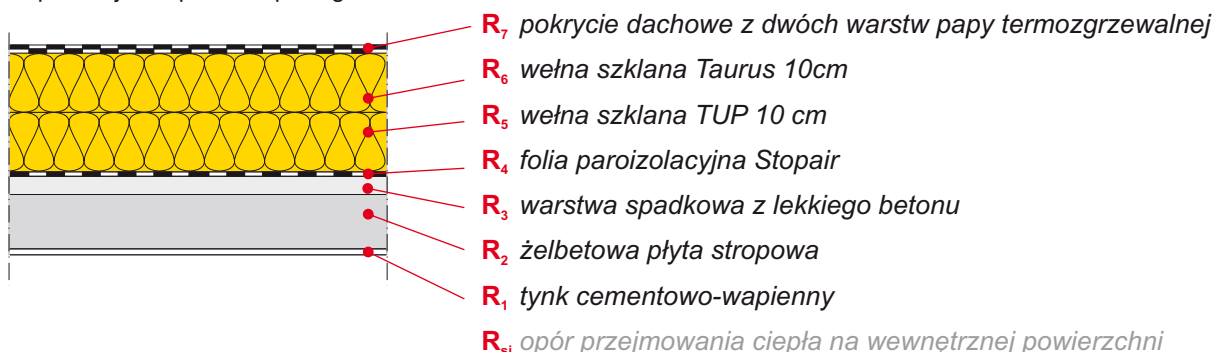 R₇ pokrycie dachowe z dwóch warstw papy termozgrzewalnej
R₆ wełna szklana Taurus 10cm
R₅ wełna szklana TUP 10 cm
R₄ folia paroizolacyjna Stopair
R₃ warstwa spadkowa z lekkiego betonu
R₂ żelbetowa płyta stropowa
R₁ tynk cementowo-wapienny
Rsi opór przejmowania ciepła na wewnętrznej powierzchni